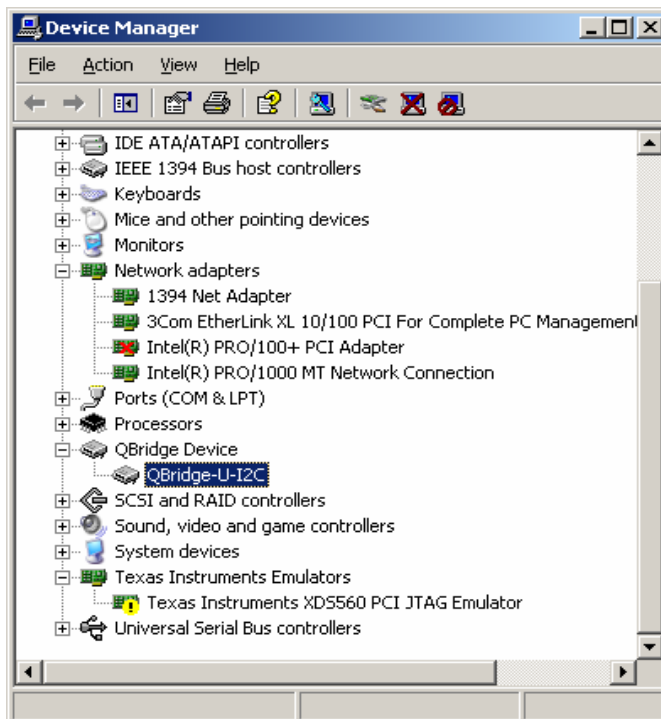 Device Manager
File Action View Help
IDE ATA/ATAPI controllers
IEEE 1394 Bus host controllers
Keyboards
Mice and other pointing devices
Monitors
Network adapters
1394 Net Adapter
3Com EtherLink XL 10/100 PCI For Complete PC Managemen
Intel(R) PRO/100+ PCI Adapter
Intel(R) PRO/1000 MT Network Connection
Ports (COM & LPT)
Processors
QBridge Device
QBridge-U-I2C
SCSI and RAID controllers
Sound, video and game controllers
System devices
Texas Instruments Emulators
Texas Instruments XDS560 PCI JTAG Emulator
Universal Serial Bus controllers